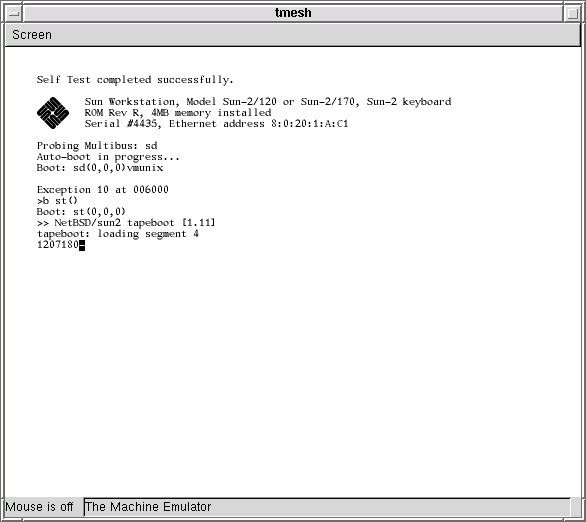 tmesh
Screen
Self Test completed successfully.
Sun Workstation, Model Sun-2/120 or Sun-2/170, Sun-2 keyboard
ROM Rev R, 4MB memory installed
Serial #4435, Ethernet address 8:0:20:1:A:C1
Probing Multibus: sd
Auto-boot in progress...
Boot: sd(0,0,0)vmunix
Exception 10 at 006000
>b st()
Boot: st(0,0,0)
>> NetBSD/sun2 tapeboot [1.11]
tapeboot: loading segment 4
1207180
Mouse is off The Machine Emulator